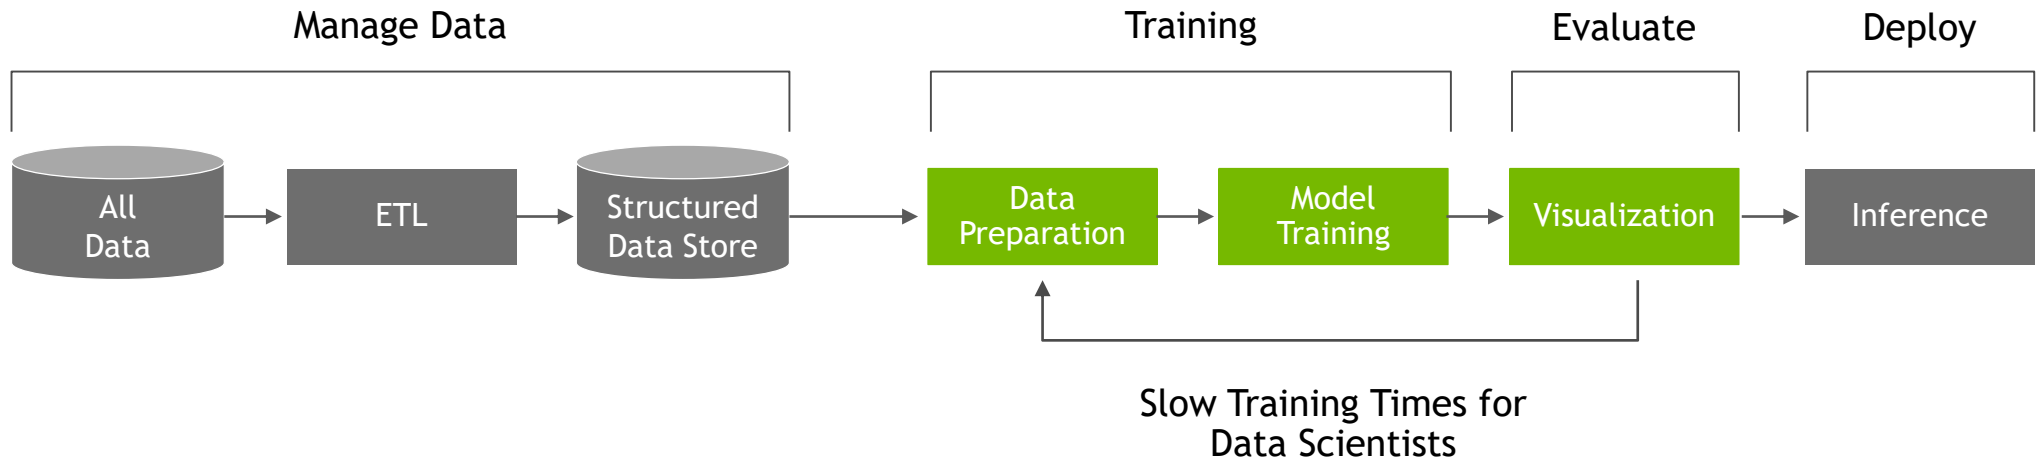 Manage Data
Training
Evaluate
Deploy
All
Data
ETL
Structured
Data Store
Data
Preparation
Model
Training
Visualization
Inference
Slow Training Times for
Data Scientists